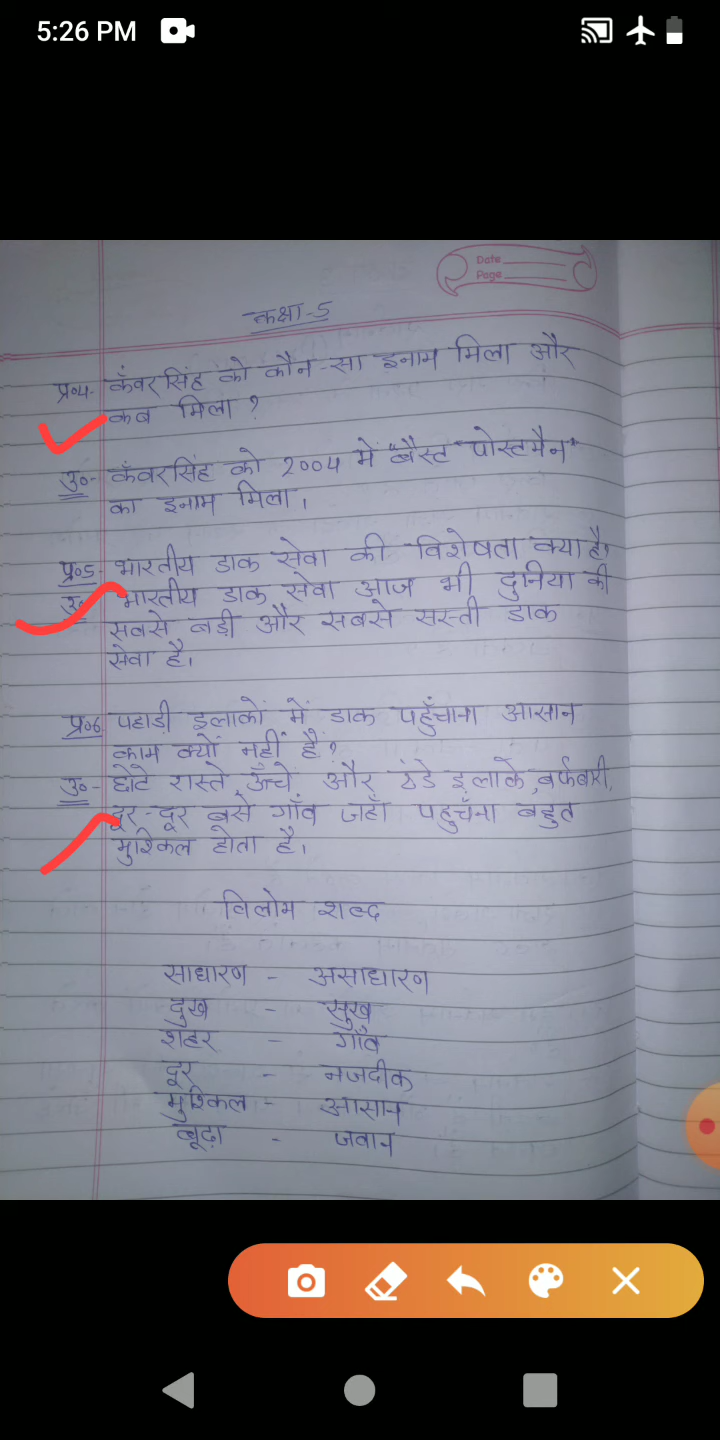 5:26 PM
Date
Page
कक्षा-5
प्र०4- कँवरसिंह को कौन-सा इनाम मिला और
कब मिला ?
उ०- कँवरसिंह को 2004 में "बैस्ट पोस्टमैन"
का इनाम मिला।
प्र०5- भारतीय डाक सेवा की विशेषता क्या है?
उ०- भारतीय डाक सेवा आज भी दुनिया की
सबसे बड़ी और सबसे सस्ती डाक
सेवा है।
प्र०6 पहाड़ी इलाकों में डाक पहुँचाना आसान
काम क्यों नहीं है ?
उ०- छोटे रास्ते, ऊँचे और ठंडे इलाके, बर्फबारी,
दूर-दूर बसे गाँव जहाँ पहुचँना बहुत
मुश्किल होता है।
विलोम शब्द
साधारण - असाधारण
दुख - सुख
शहर - गाँव
दूर - नजदीक
मुश्किल - आसान
बूढ़ा - जवान